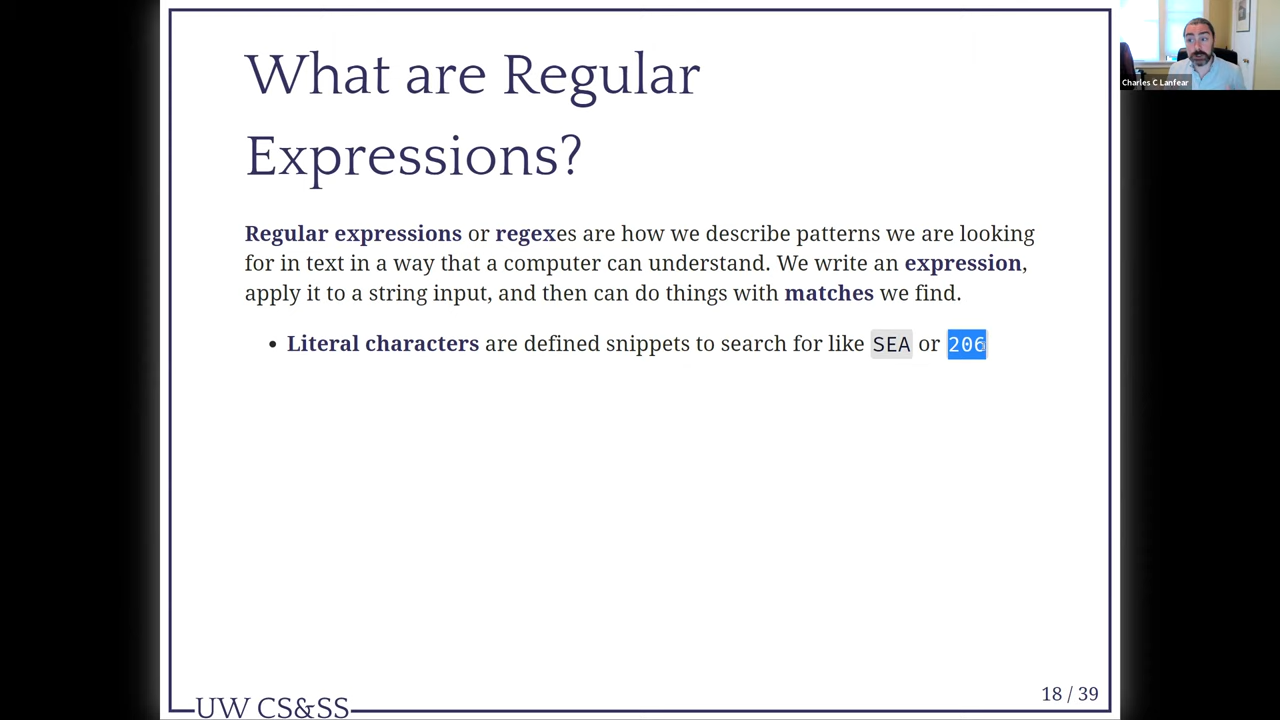 What are Regular
Expressions?
Charles C Lanfear
Regular expressions or regexes are how we describe patterns we are looking
for in text in a way that a computer can understand. We write an expression,
apply it to a string input, and then can do things with matches we find.
• Literal characters are defined snippets to search for like SEA or 206
UW CS&SS
18 / 39